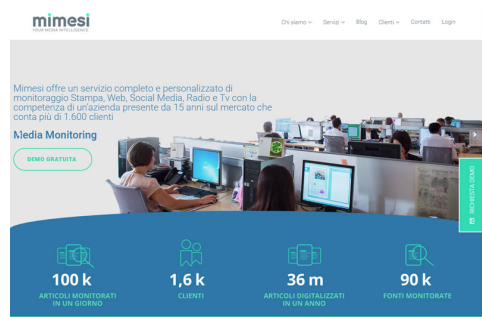 mimesi
YOUR MEDIA INTELLIGENCE
Chi siamo Servizi Blog Clienti Contatti Login
Mimesi offre un servizio completo e personalizzato di
monitoraggio Stampa, Web, Social Media, Radio e Tv con la
competenza di un'azienda presente da 15 anni sul mercato che
conta più di 1.600 clienti
Media Monitoring
DEMO GRATUITA
RICHIESTA DEMO
100 k 1,6 k 36 m 90 k
ARTICOLI MONITORATI CLIENTI ARTICOLI DIGITALIZZATI FONTI MONITORATE
IN UN GIORNO IN UN ANNO